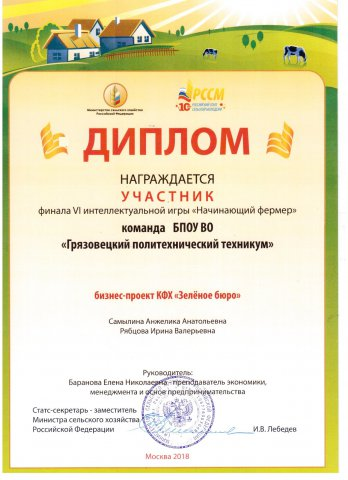 Министерство сельского хозяйства
Российской Федерации
РССМ
10
ДИПЛОМ
НАГРАЖДАЕТСЯ
УЧАСТНИК
финала VI интеллектуальной игры «Начинающий фермер»
команда БПОУ ВО
«Грязовецкий политехнический техникум»
бизнес-проект КФХ «Зелёное бюро»
Самылина Анжелика Анатольевна
Рябцова Ирина Валерьевна
Руководитель:
Баранова Елена Николаевна - преподаватель экономики,
менеджмента и основ предпринимательства
Статс-секретарь - заместитель
Министра сельского хозяйства
Российской Федерации
И.В. Лебедев
Москва 2018